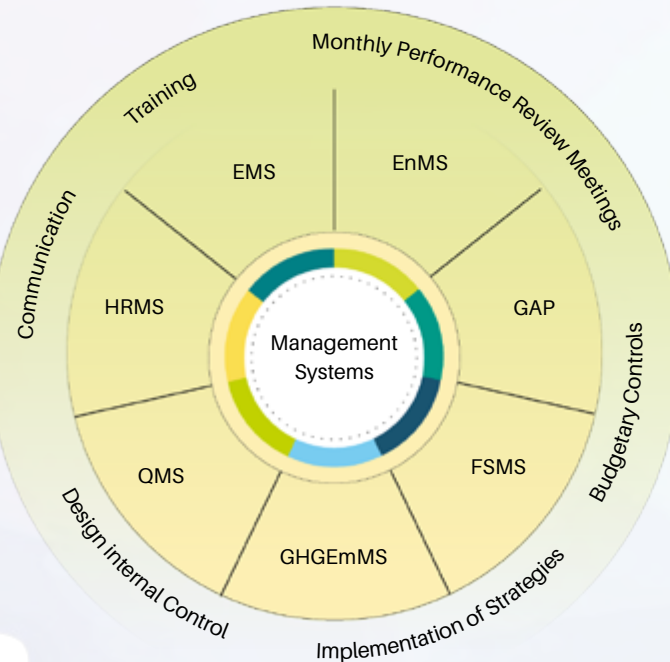 Monthly Performance Review Meetings
Training
EMS
EnMS
Communication
HRMS
GAP
Management
Systems
Budgetary Controls
QMS
FSMS
Design internal Control
GHGEmMS
Implementation of Strategies